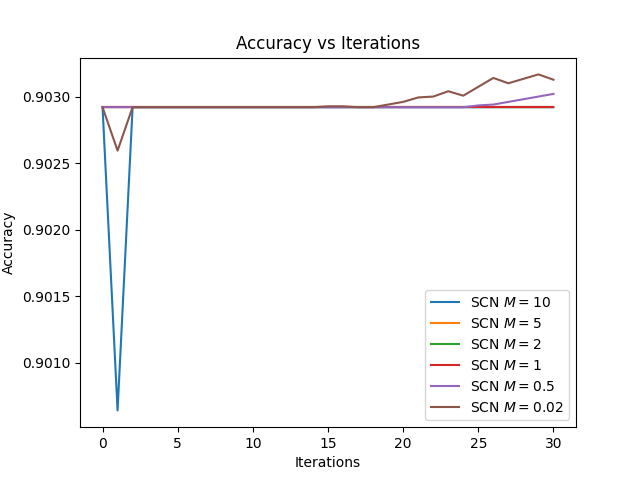 Accuracy vs Iterations
Accuracy
0.9030
0.9025
0.9020
0.9015
0.9010
SCN M = 10
SCN M = 5
SCN M = 2
SCN M = 1
SCN M = 0.5
SCN M = 0.02
0 5 10 15 20 25 30
Iterations